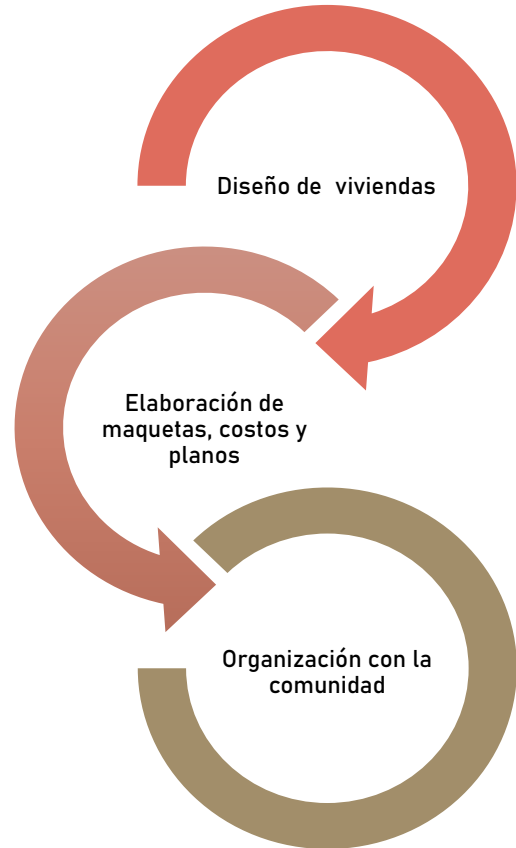 Diseño de viviendas
Elaboración de
maquetas, costos y
planos
Organización con la
comunidad